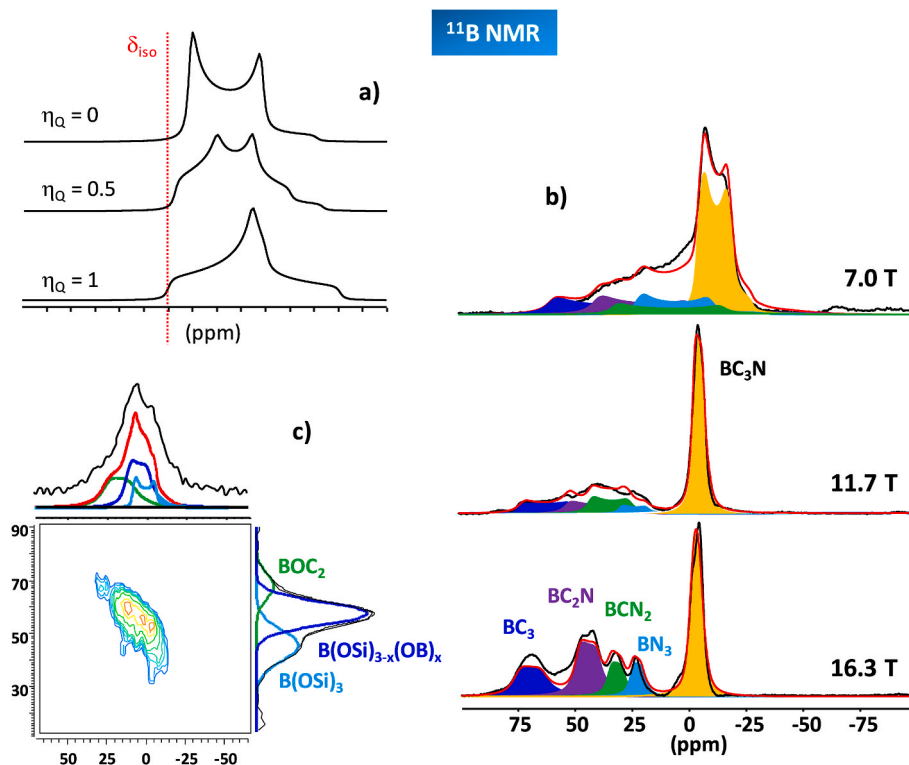 ¹¹B NMR
δiso
a)
ηQ = 0
ηQ = 0.5
ηQ = 1
(ppm)
b)
7.0 T
BC₃N
11.7 T
BC₃
BC₂N
BCN₂
BN₃
16.3 T
75 50 25 0 -25 -50 -75
(ppm)
c)
90
70
50
30
BOC₂
B(OSi)₃₋ₓ(OB)ₓ
B(OSi)₃
50 25 0 -25 -50